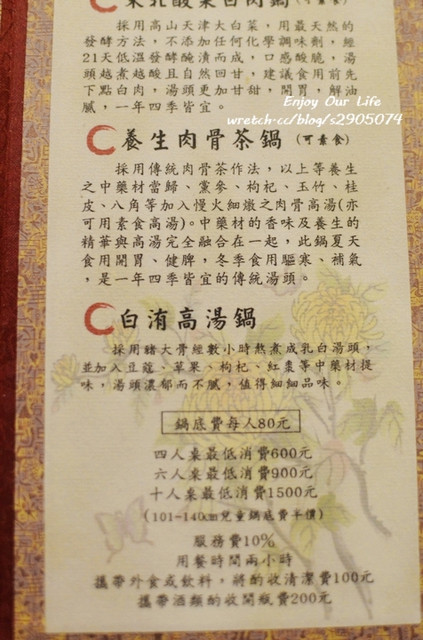 東乳酸菜白肉鍋(可素食)
採用高山天津大白菜，用最天然的
發酵方法，不添加任何化學調味劑，經
21天低溫發酵醃漬而成，口感酸脆，湯
頭越煮越酸且自然回甘，建議食用前先
下點白肉，湯頭更加甘甜，開胃，解油
膩，一年四季皆宜。
Enjoy Our Life
wretch.cc/blog/s2905074
養生肉骨茶鍋(可素食)
採用傳統肉骨茶作法，以上等養生
之中藥材當歸、黨參、枸杞、玉竹、桂
皮、八角等加入慢火細燉之肉骨高湯(亦
可用素食高湯)。中藥材的香味及養生的
精華與高湯完全融合在一起，此鍋夏天
食用開胃、健脾，冬季食用驅寒、補氣
，是一年四季皆宜的傳統湯頭。
白洧高湯鍋
採用豬大骨經數小時熬煮成乳白湯頭，
並加入豆蔻、草果、枸杞、紅棗等中藥材提
味，湯頭濃郁而不膩，值得細細品味。
鍋底費每人80元
四人桌最低消費600元
六人桌最低消費900元
十人桌最低消費1500元
(101-140cm兒童鍋底費半價)
服務費10%
用餐時間兩小時
攜帶外食或飲料，將酌收清潔費100元
攜帶酒類酌收開瓶費200元